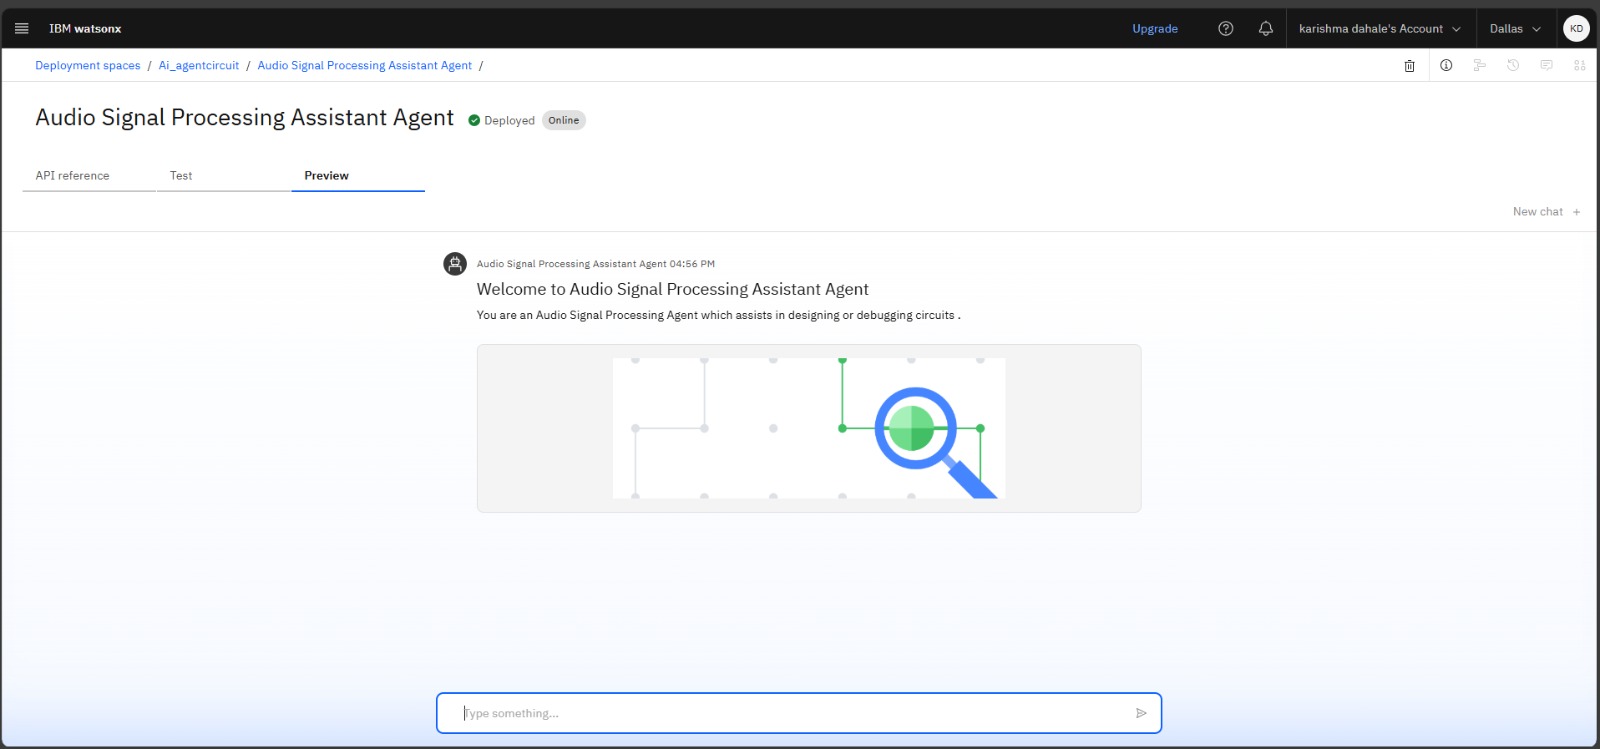 IBM watsonx
Upgrade
karishma dahale's Account
Dallas
KD
Deployment spaces / Ai_agentcircuit / Audio Signal Processing Assistant Agent /
Audio Signal Processing Assistant Agent
Deployed
Online
API reference
Test
Preview
New chat +
Audio Signal Processing Assistant Agent 04:56 PM
Welcome to Audio Signal Processing Assistant Agent
You are an Audio Signal Processing Agent which assists in designing or debugging circuits .
Type something...